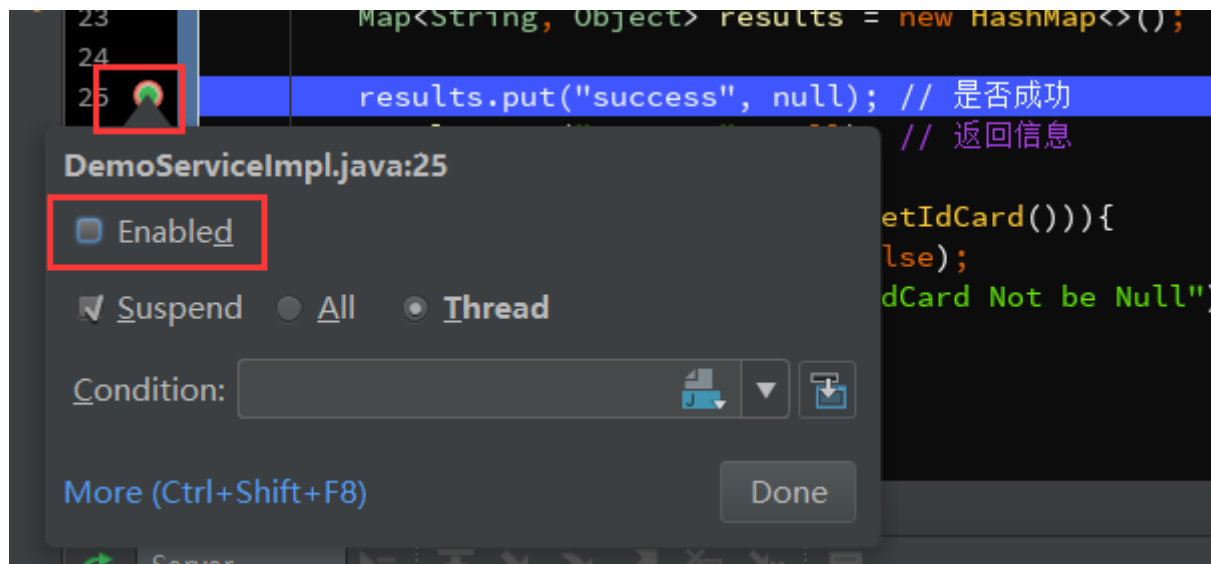 23 Map<String, Object> results = new HashMap<>();
24
25 results.put("success", null); // 是否成功
// 返回信息
DemoServiceImpl.java:25
Enabled
etIdCard())){
lse);
Suspend All Thread
dCard Not be Null")
Condition:
More (Ctrl+Shift+F8)
Done
Server